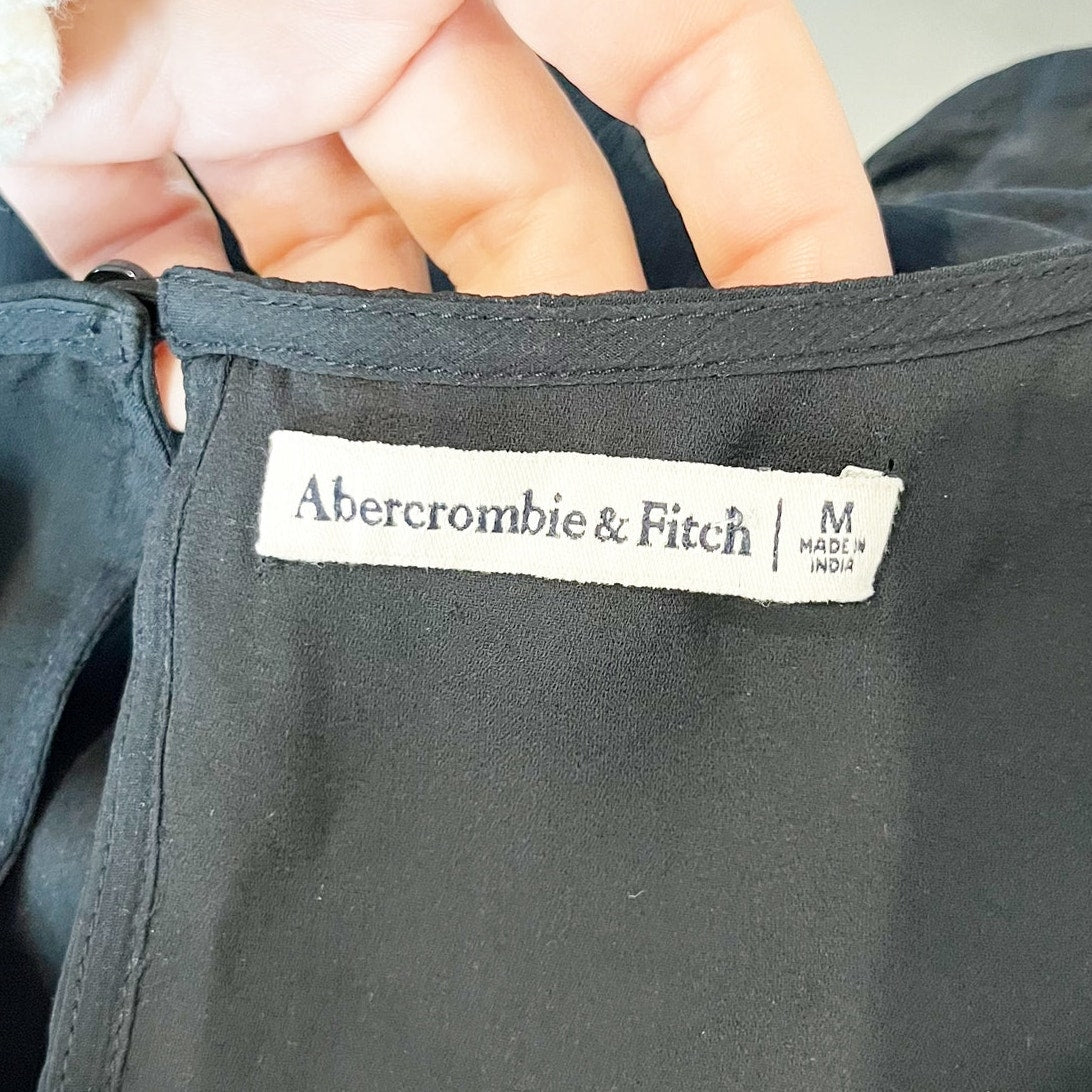 Abercrombie & Fitch | M
MADE IN
INDIA